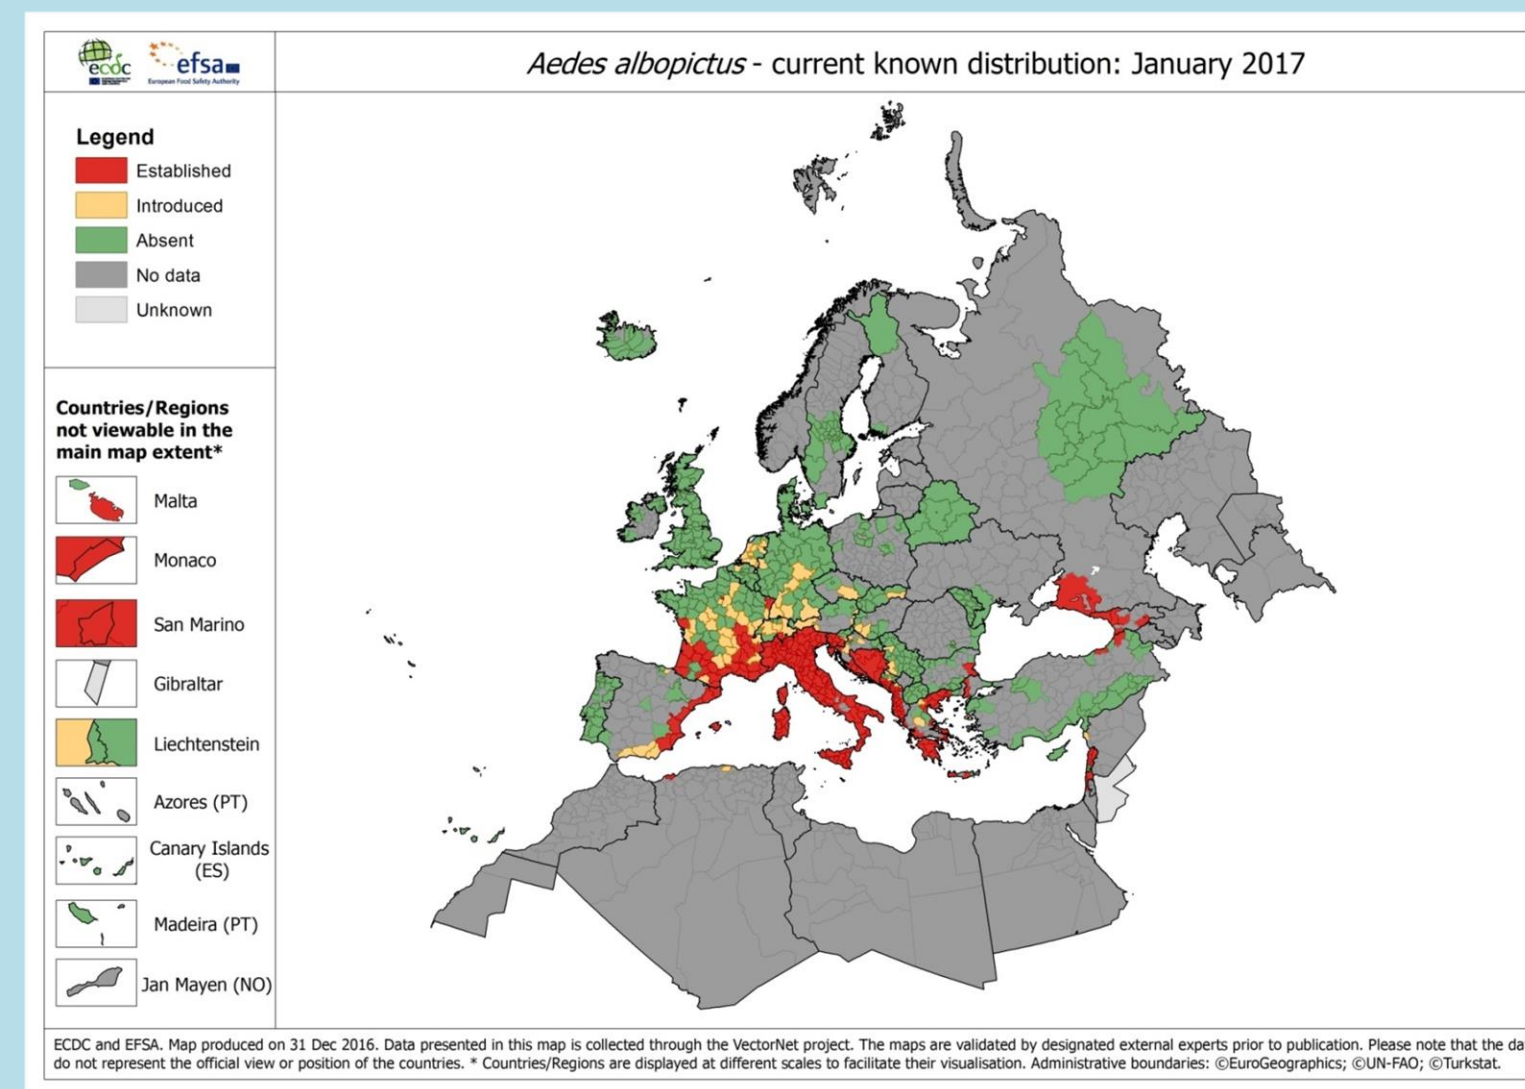 ecdc
efsa
European Food Safety Authority
Aedes albopictus - current known distribution: January 2017
Legend
Established
Introduced
Absent
No data
Unknown
Countries/Regions
not viewable in the
main map extent*
Malta
Monaco
San Marino
Gibraltar
Liechtenstein
Azores (PT)
Canary Islands
(ES)
Madeira (PT)
Jan Mayen (NO)
ECDC and EFSA. Map produced on 31 Dec 2016. Data presented in this map is collected through the VectorNet project. The maps are validated by designated external experts prior to publication. Please note that the da
do not represent the official view or position of the countries. * Countries/Regions are displayed at different scales to facilitate their visualisation. Administrative boundaries: ©EuroGeographics; ©UN-FAO; ©Turkstat.